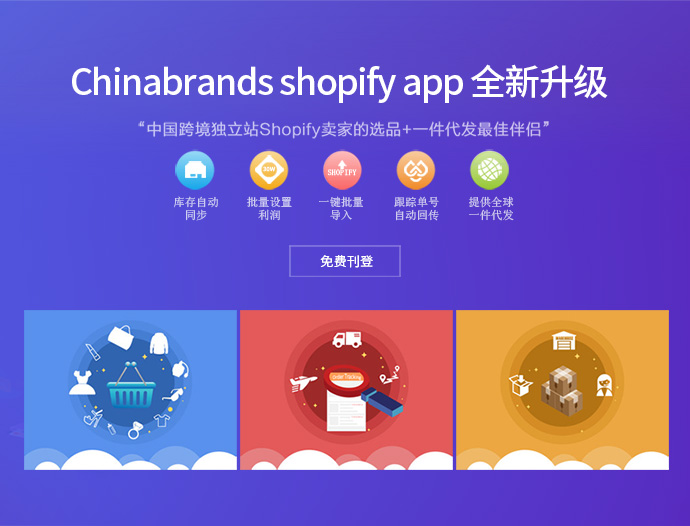 Chinabrands shopify app 全新升级
“中国跨境独立站Shopify卖家的选品+一件代发最佳伴侣”
SHOPIFY
库存自动
同步
批量设置
利润
一键批量
导入
跟踪单号
自动回传
提供全球
一件代发
免费刊登